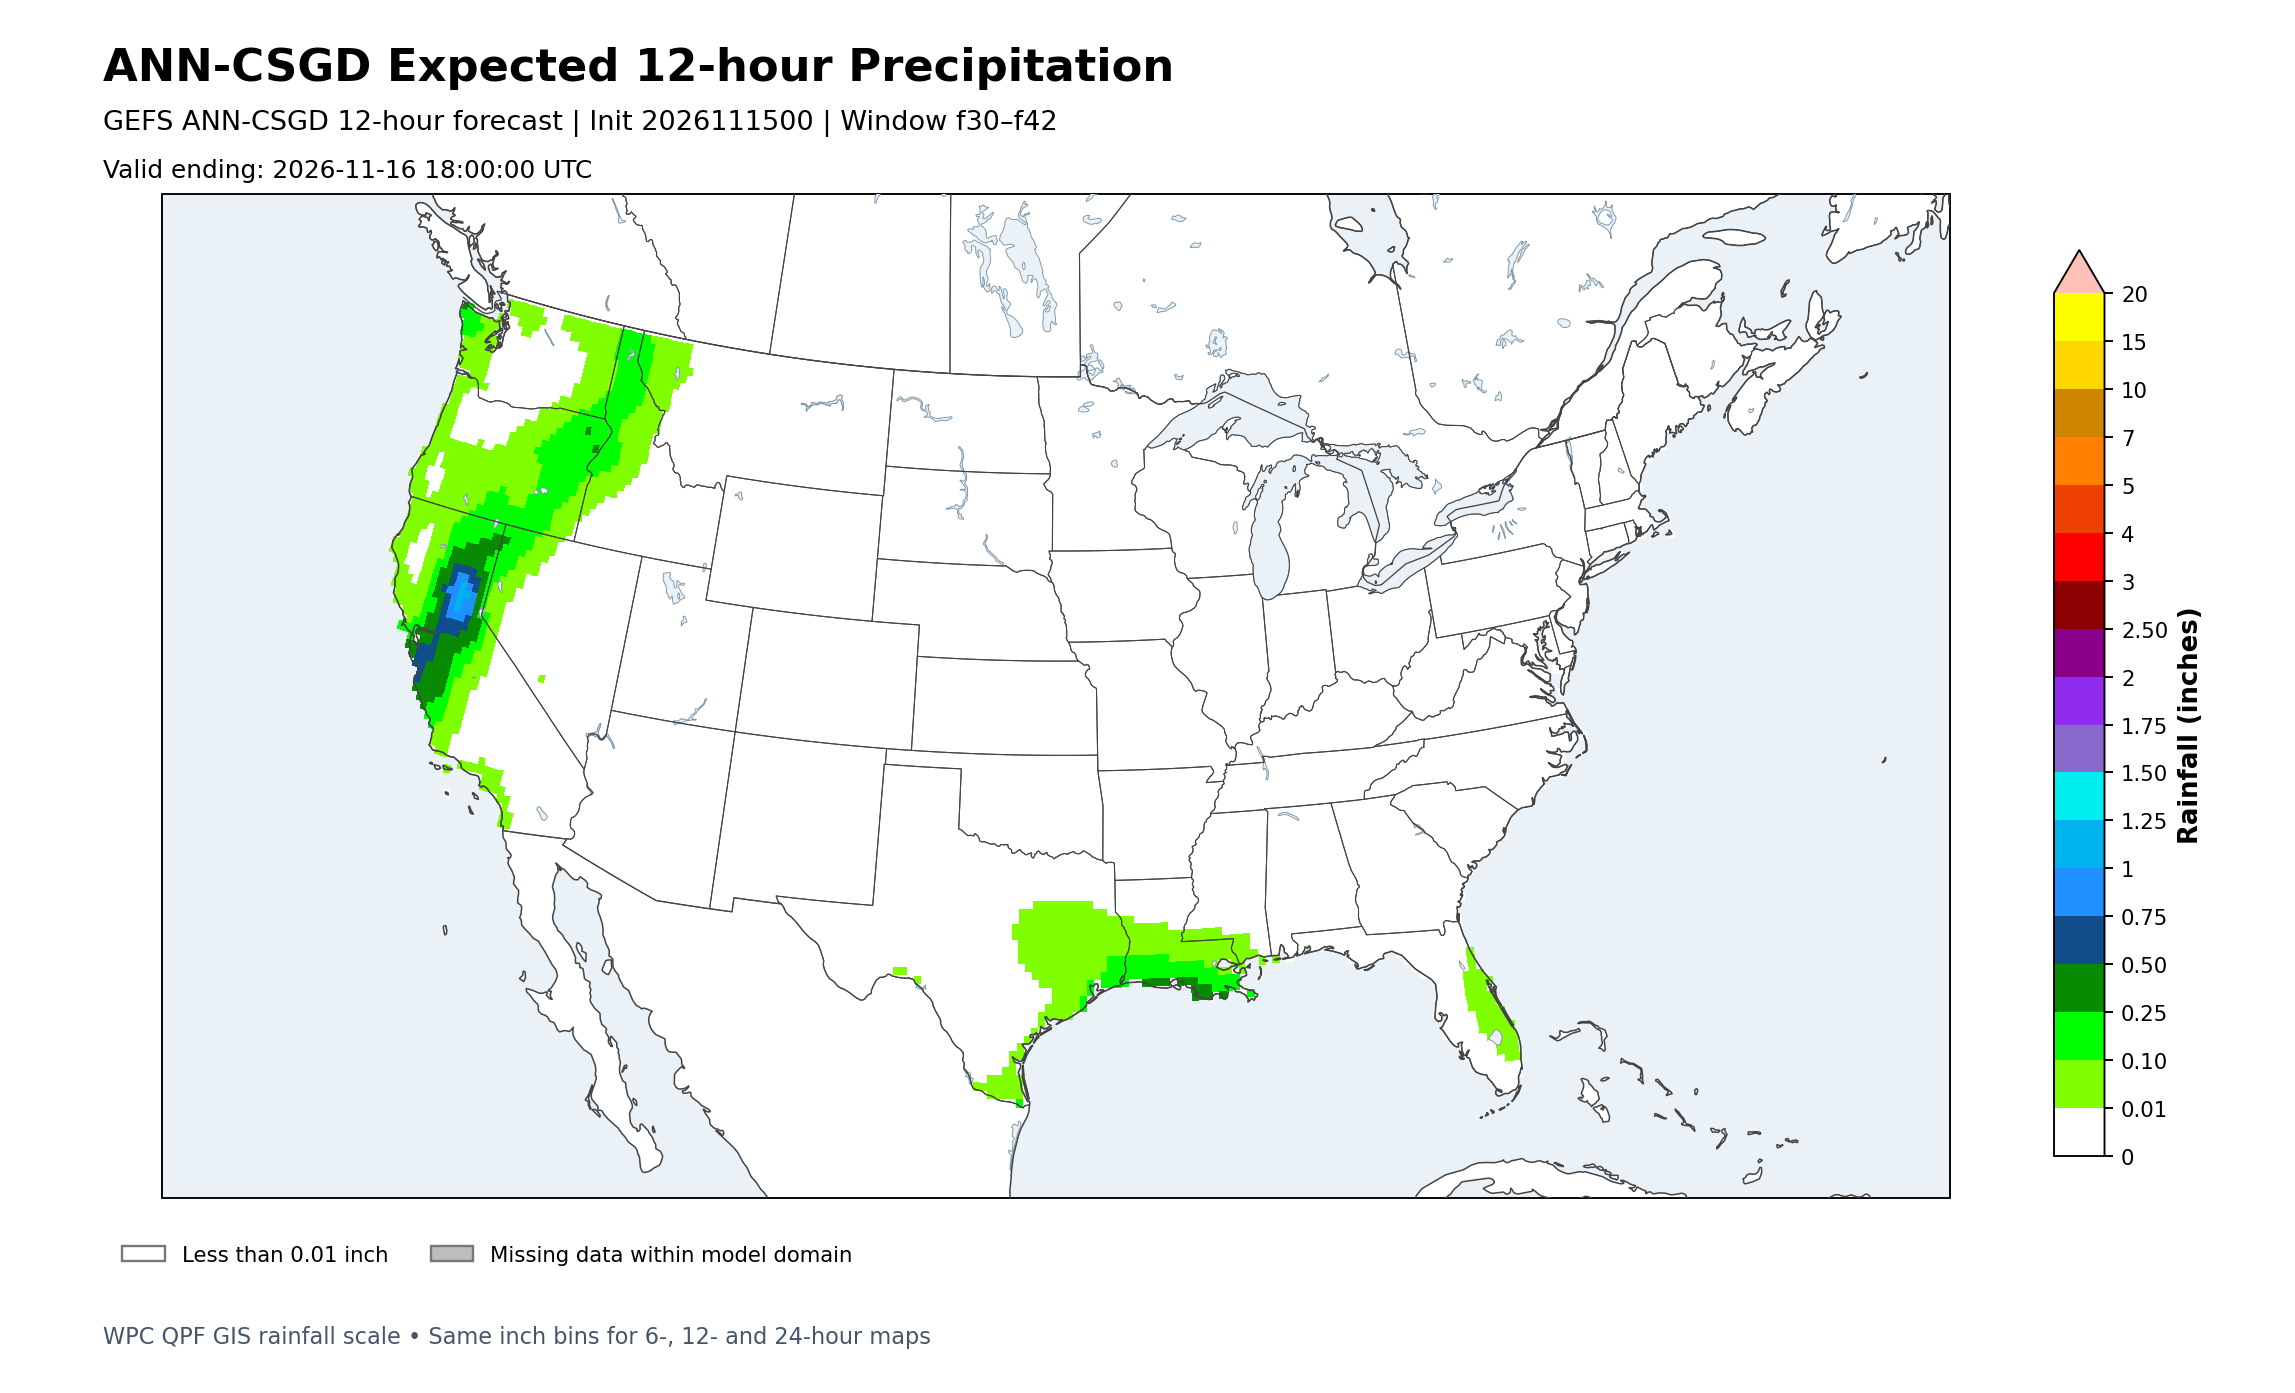 ANN-CSGD Expected 12-hour Precipitation
GEFS ANN-CSGD 12-hour forecast | Init 2026111500 | Window f30–f42
Valid ending: 2026-11-16 18:00:00 UTC
20
15
10
7
5
4
3
2.50
2
1.75
1.50
1.25
1
0.75
0.50
0.25
0.10
0.01
0
Rainfall (inches)
Less than 0.01 inch
Missing data within model domain
WPC QPF GIS rainfall scale • Same inch bins for 6-, 12- and 24-hour maps